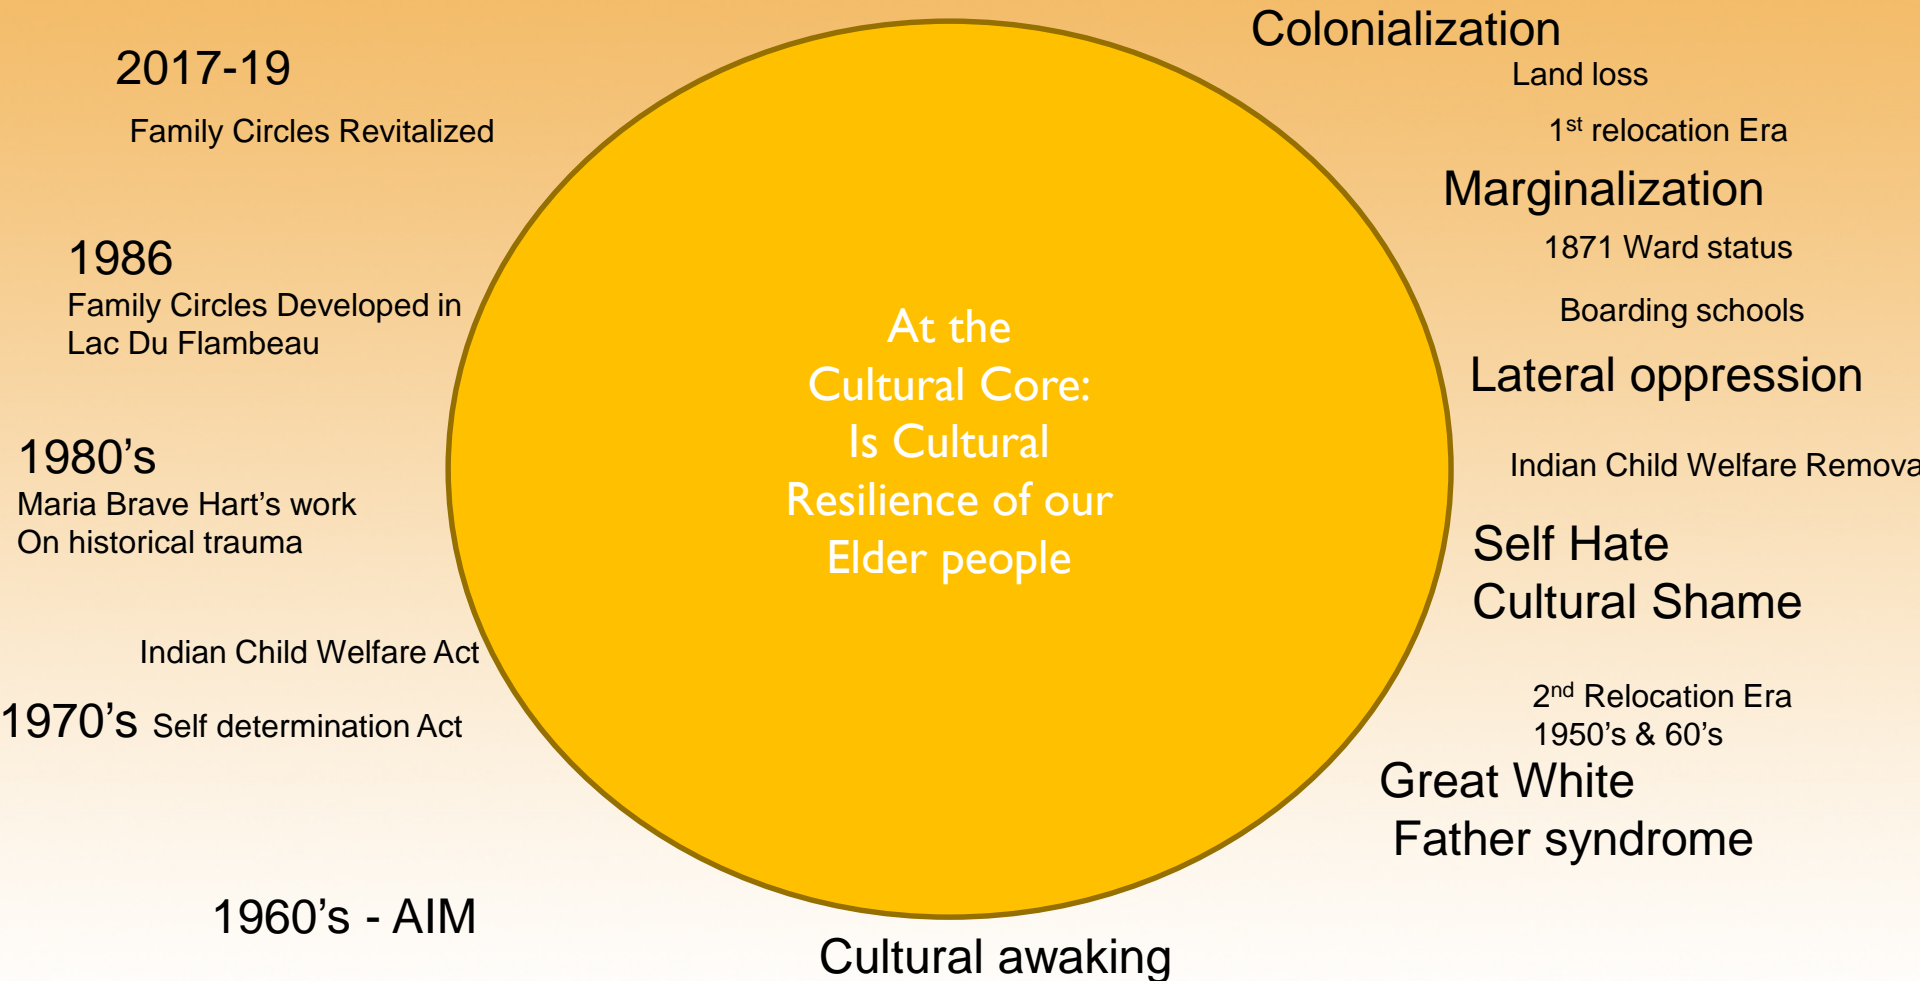 Colonialization
Land loss
1st relocation Era
Marginalization
1871 Ward status
Boarding schools
Lateral oppression
Indian Child Welfare Remova
Self Hate
Cultural Shame
2nd Relocation Era
1950’s & 60’s
Great White
Father syndrome
Cultural awaking
1960’s - AIM
1970’s Self determination Act
Indian Child Welfare Act
1980’s
Maria Brave Hart’s work
On historical trauma
1986
Family Circles Developed in
Lac Du Flambeau
2017-19
Family Circles Revitalized
At the
Cultural Core:
Is Cultural
Resilience of our
Elder people